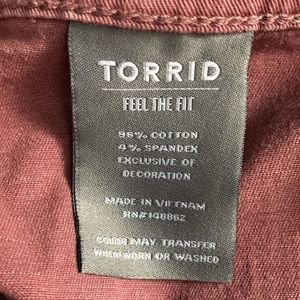 TORRID
FEEL THE FIT
96% COTTON
4% SPANDEX
EXCLUSIVE OF
DECORATION
MADE IN VIETNAM
RN#148862
COLOR MAY TRANSFER
WHEN WORN OR WASHED